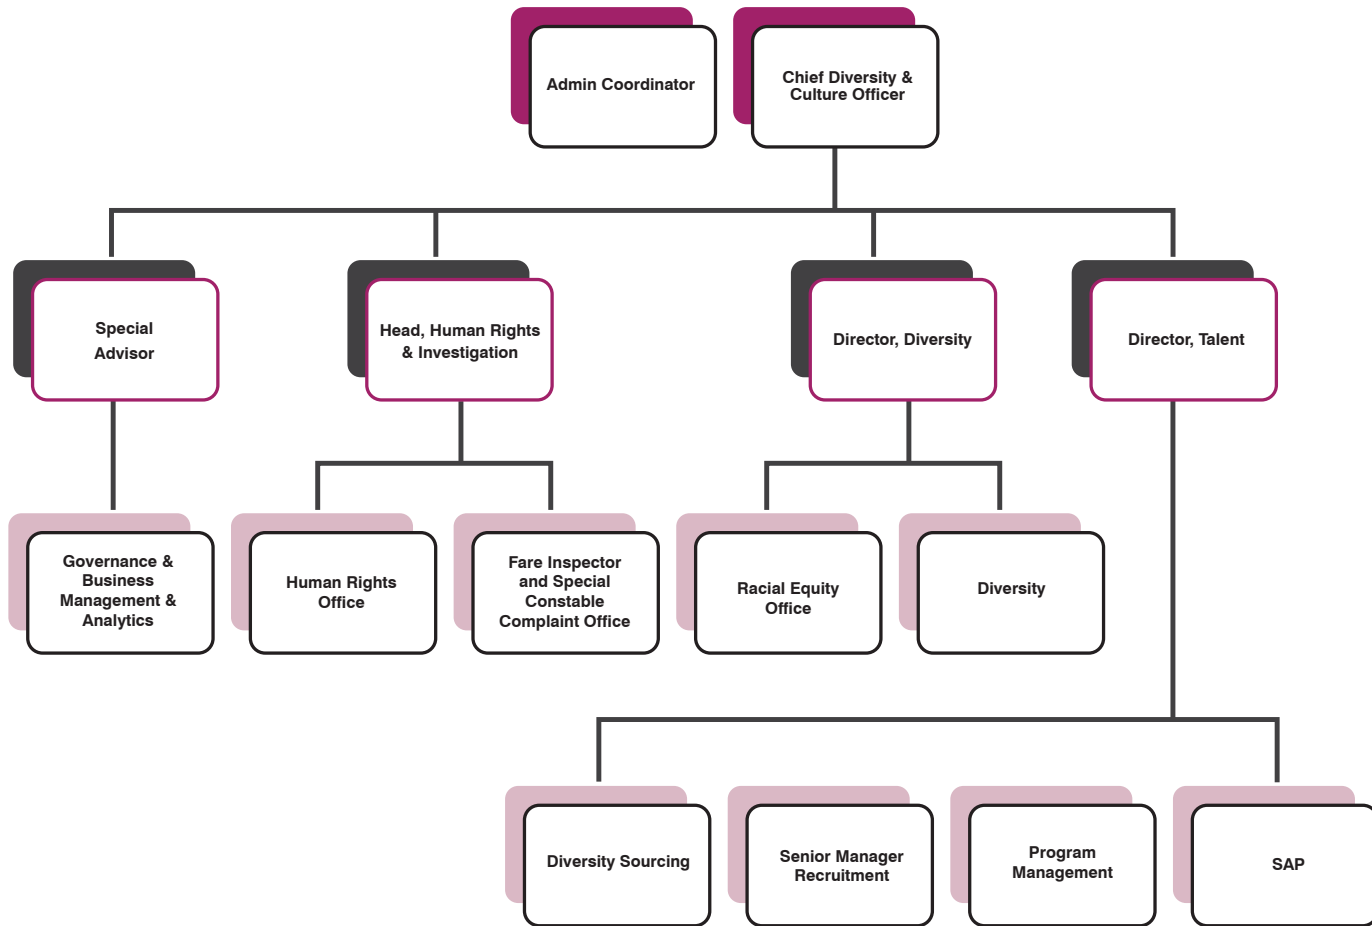 Admin Coordinator
Chief Diversity &
Culture Officer
Special
Advisor
Head, Human Rights
& Investigation
Director, Diversity
Director, Talent
Governance &
Business
Management &
Analytics
Human Rights
Office
Fare Inspector
and Special
Constable
Complaint Office
Racial Equity
Office
Diversity
Diversity Sourcing
Senior Manager
Recruitment
Program
Management
SAP